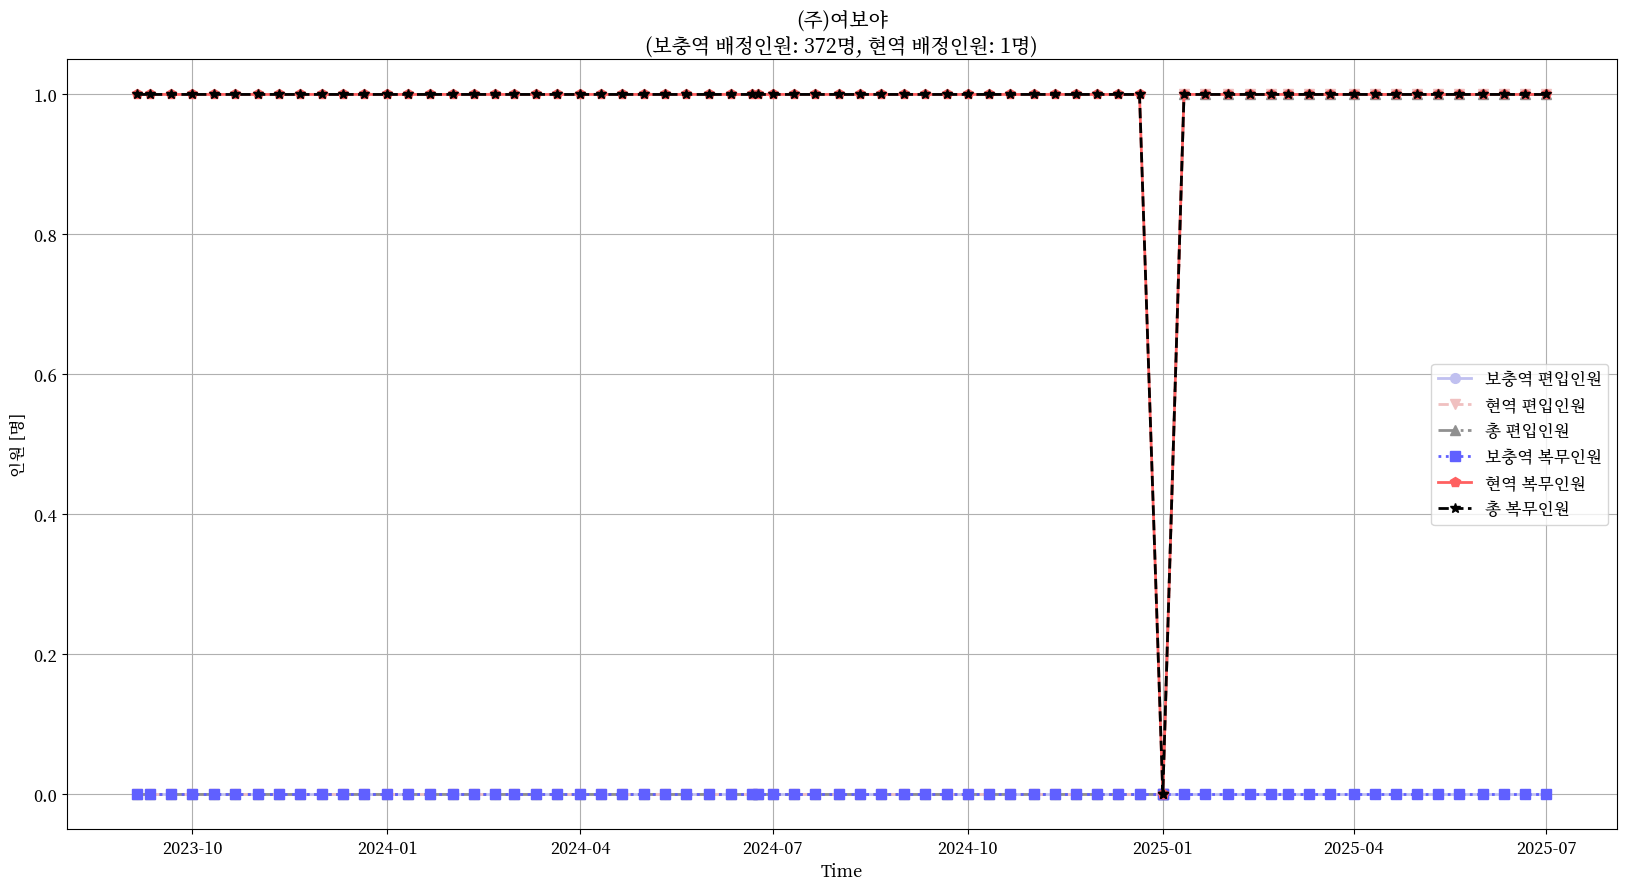 (주)여보야
(보충역 배정인원: 372명, 현역 배정인원: 1명)
인원 [명]
1.0
0.8
0.6
0.4
0.2
0.0
보충역 편입인원
현역 편입인원
총 편입인원
보충역 복무인원
현역 복무인원
총 복무인원
2023-10
2024-01
2024-04
2024-07
2024-10
2025-01
2025-04
2025-07
Time